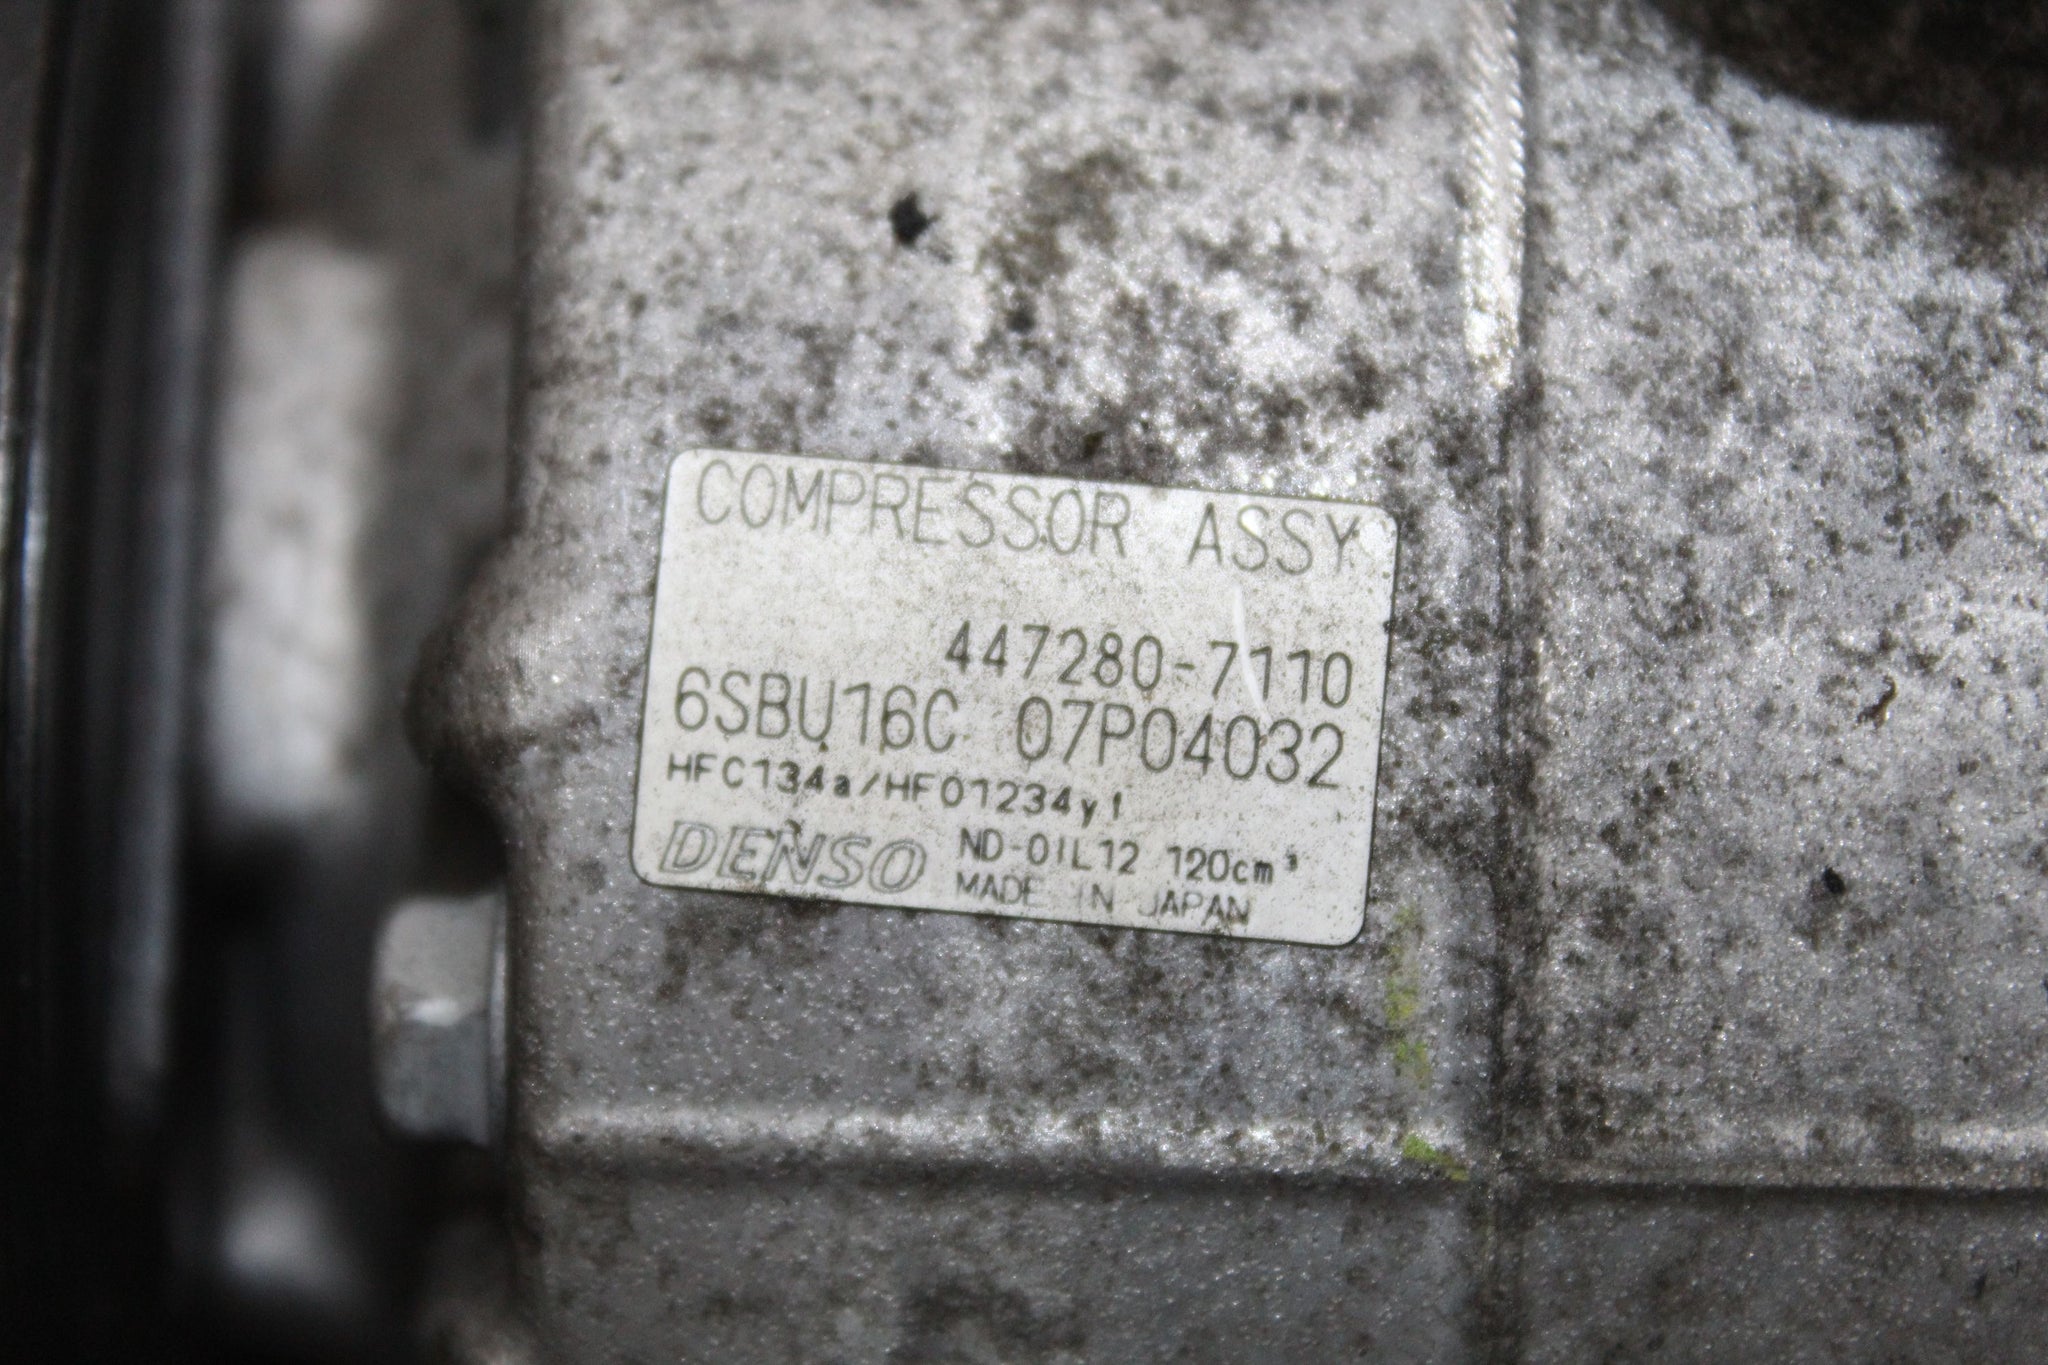 COMPRESSOR ASSY
447280-7110
6SBU16C 07P04032
HFC134a/HFO1234yf
DENSO ND-OIL12 120cm³
MADE IN JAPAN